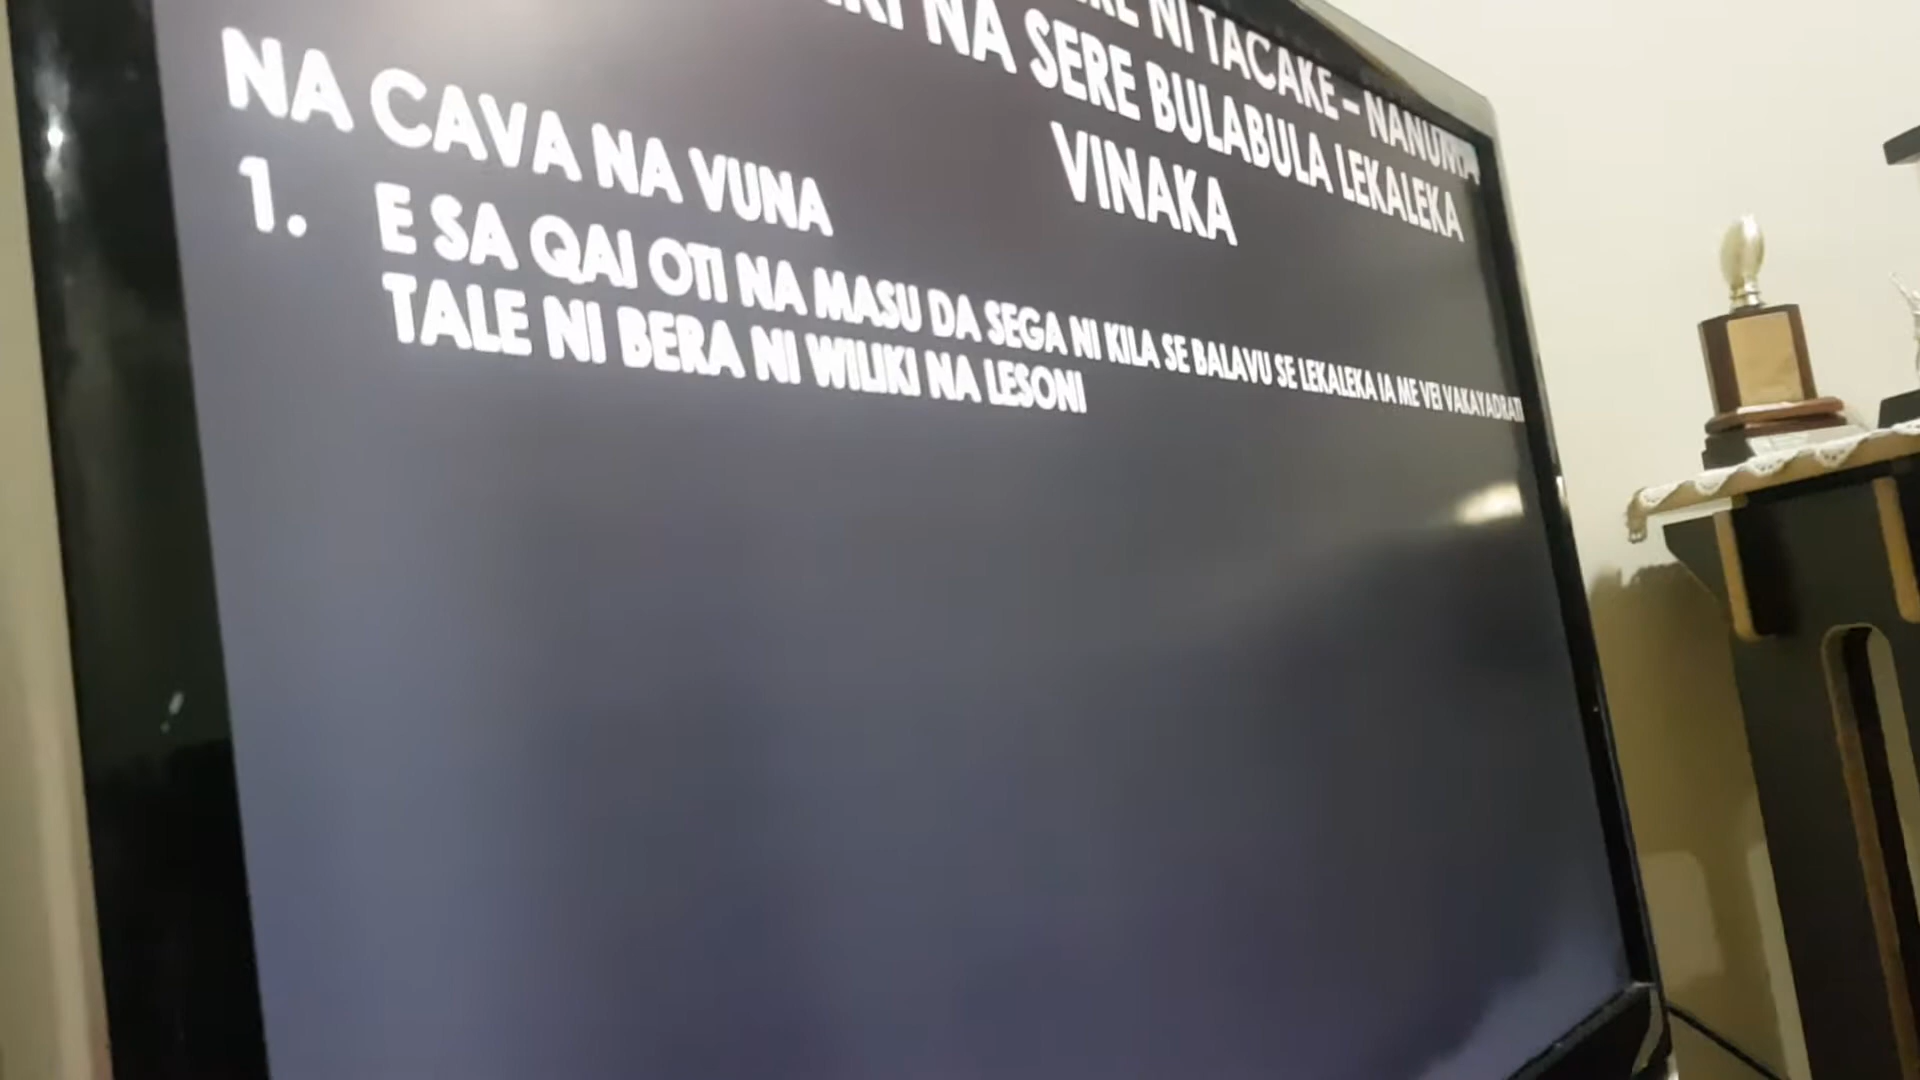 NI TACAKE – NANUMA
NA SERE BULABULA LEKALEKA
VINAKA
NA CAVA NA VUNA
1. E SA QAI OTI NA MASU DA SEGA NI KILA SE BALAVU SE LEKALEKA IA ME VEI VAKAYADRATI
TALE NI BERA NI WILIKI NA LESONI